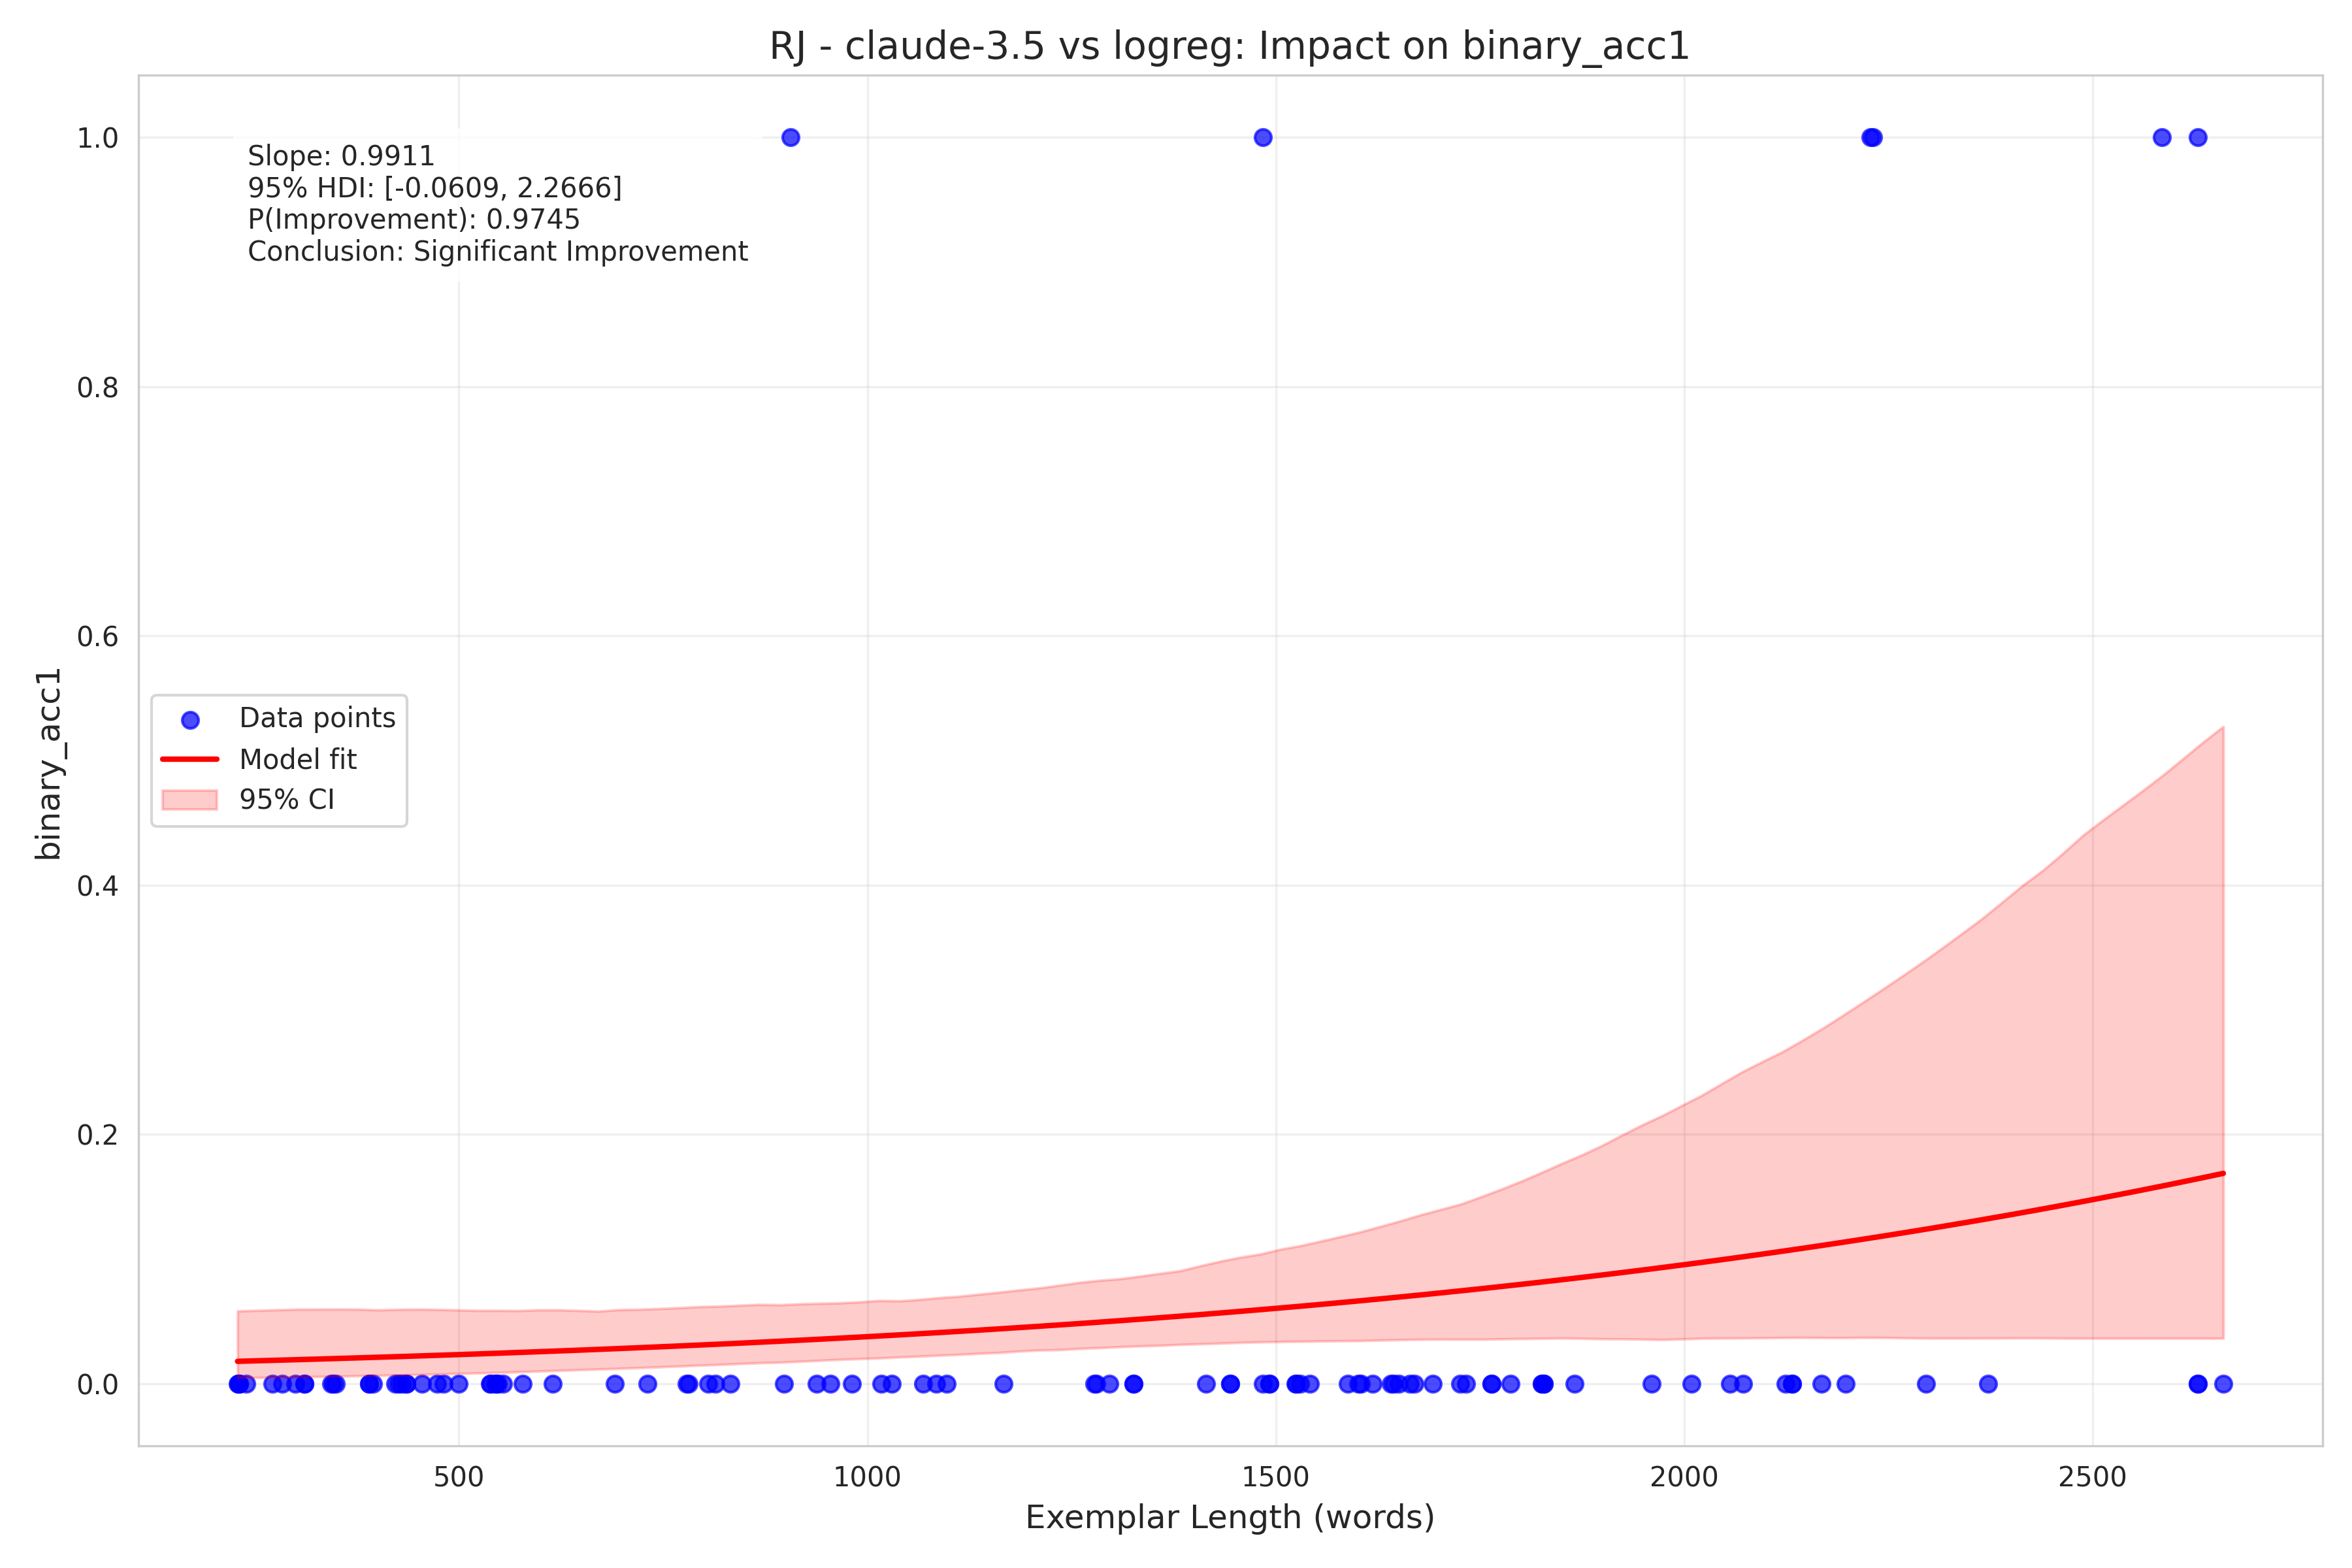 RJ - claude-3.5 vs logreg: Impact on binary_acc1
1.0
0.8
0.6
0.4
0.2
0.0
binary_acc1
Slope: 0.9911
95% HDI: [-0.0609, 2.2666]
P(Improvement): 0.9745
Conclusion: Significant Improvement
Data points
Model fit
95% CI
500
1000
1500
2000
2500
Exemplar Length (words)